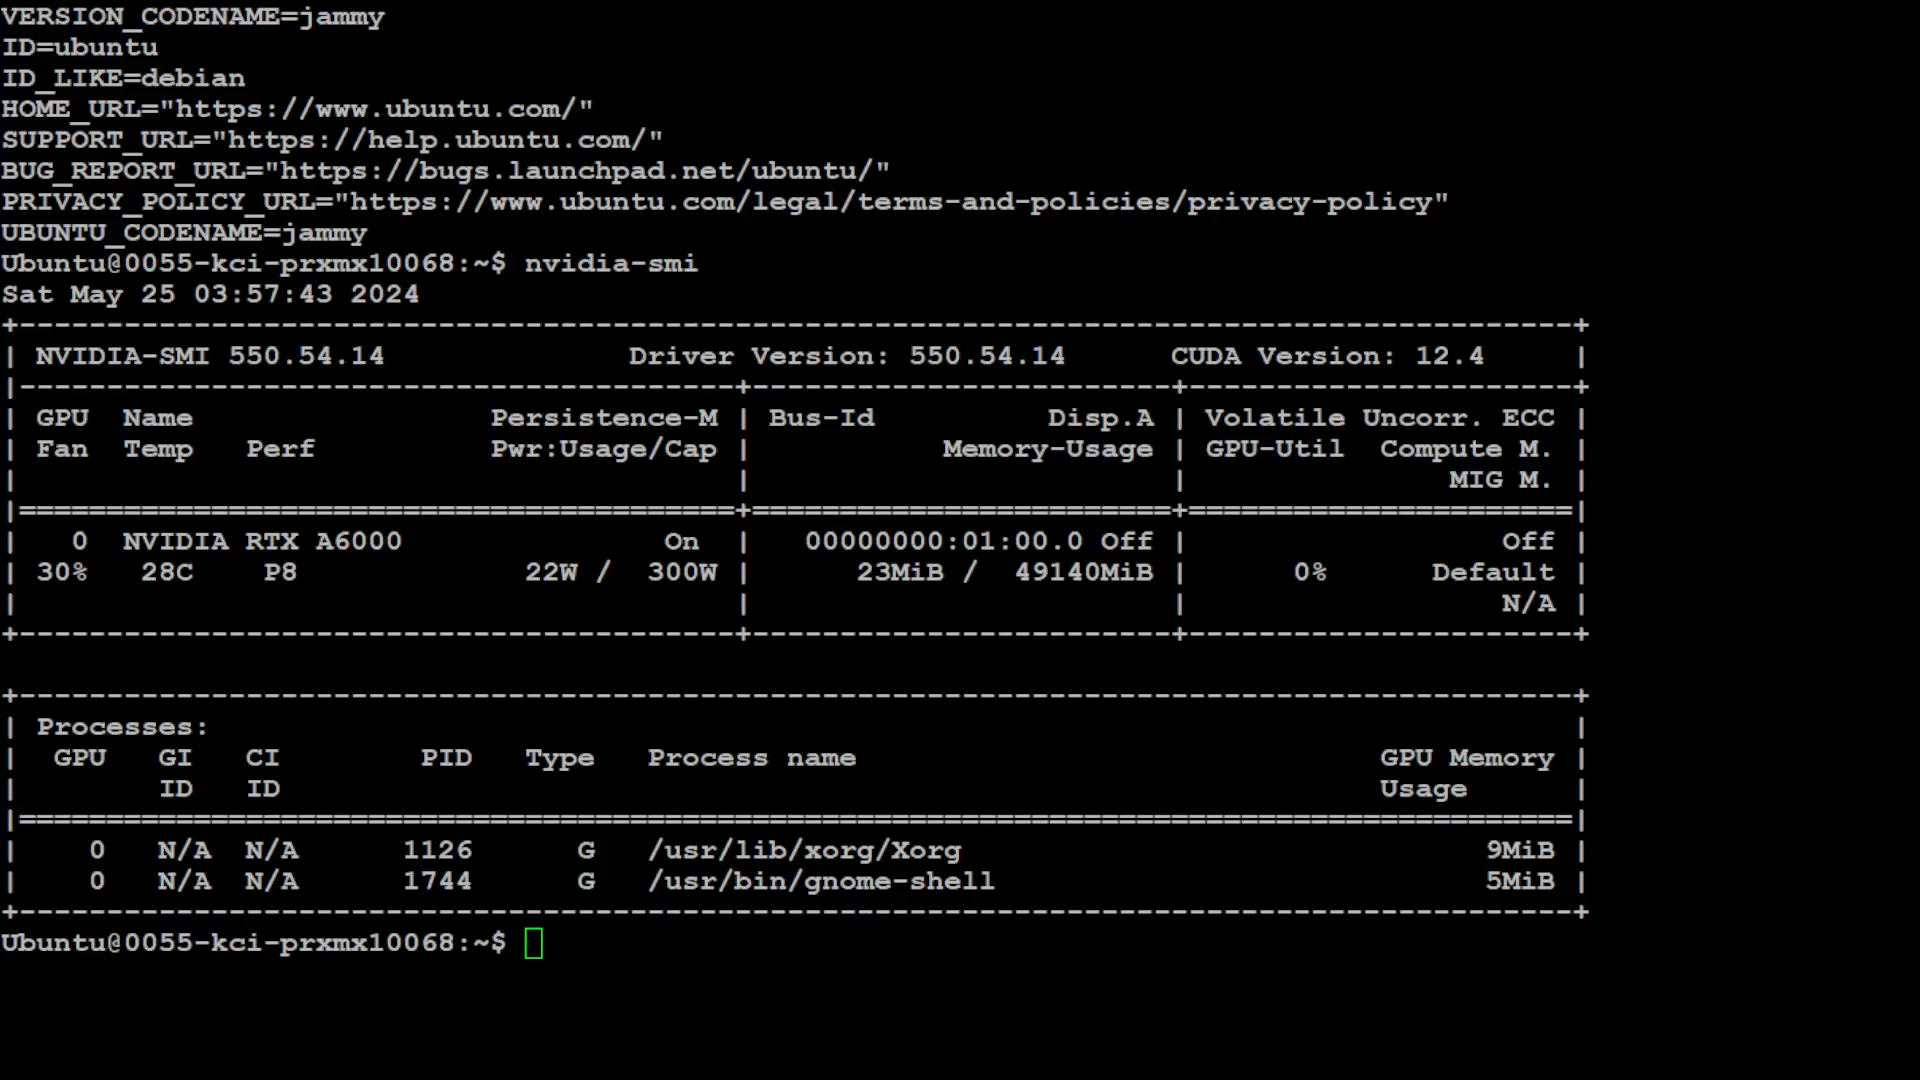 VERSION_CODENAME=jammy
ID=ubuntu
ID_LIKE=debian
HOME_URL="https://www.ubuntu.com/"
SUPPORT_URL="https://help.ubuntu.com/"
BUG_REPORT_URL="https://bugs.launchpad.net/ubuntu/"
PRIVACY_POLICY_URL="https://www.ubuntu.com/legal/terms-and-policies/privacy-policy"
UBUNTU_CODENAME=jammy
Ubuntu@0055-kci-prxmx10068:~$ nvidia-smi
Sat May 25 03:57:43 2024
+-----------------------------------------------------------------------------------------+
| NVIDIA-SMI 550.54.14              Driver Version: 550.54.14      CUDA Version: 12.4     |
|-----------------------------------------+------------------------+----------------------+
| GPU  Name                 Persistence-M | Bus-Id          Disp.A | Volatile Uncorr. ECC |
| Fan  Temp   Perf          Pwr:Usage/Cap |           Memory-Usage | GPU-Util  Compute M. |
|                                         |                        |               MIG M. |
|=========================================+========================+======================|
|   0  NVIDIA RTX A6000               On  |   00000000:01:00.0 Off |                  Off |
| 30%   28C    P8             22W /  300W |      23MiB /  49140MiB |      0%      Default |
|                                         |                        |                  N/A |
+-----------------------------------------+------------------------+----------------------+
+-----------------------------------------------------------------------------------------+
| Processes:                                                                              |
|  GPU   GI   CI        PID   Type   Process name                              GPU Memory |
|        ID   ID                                                               Usage      |
|=========================================================================================|
|    0   N/A  N/A      1126      G   /usr/lib/xorg/Xorg                              9MiB |
|    0   N/A  N/A      1744      G   /usr/bin/gnome-shell                            5MiB |
+-----------------------------------------------------------------------------------------+
Ubuntu@0055-kci-prxmx10068:~$